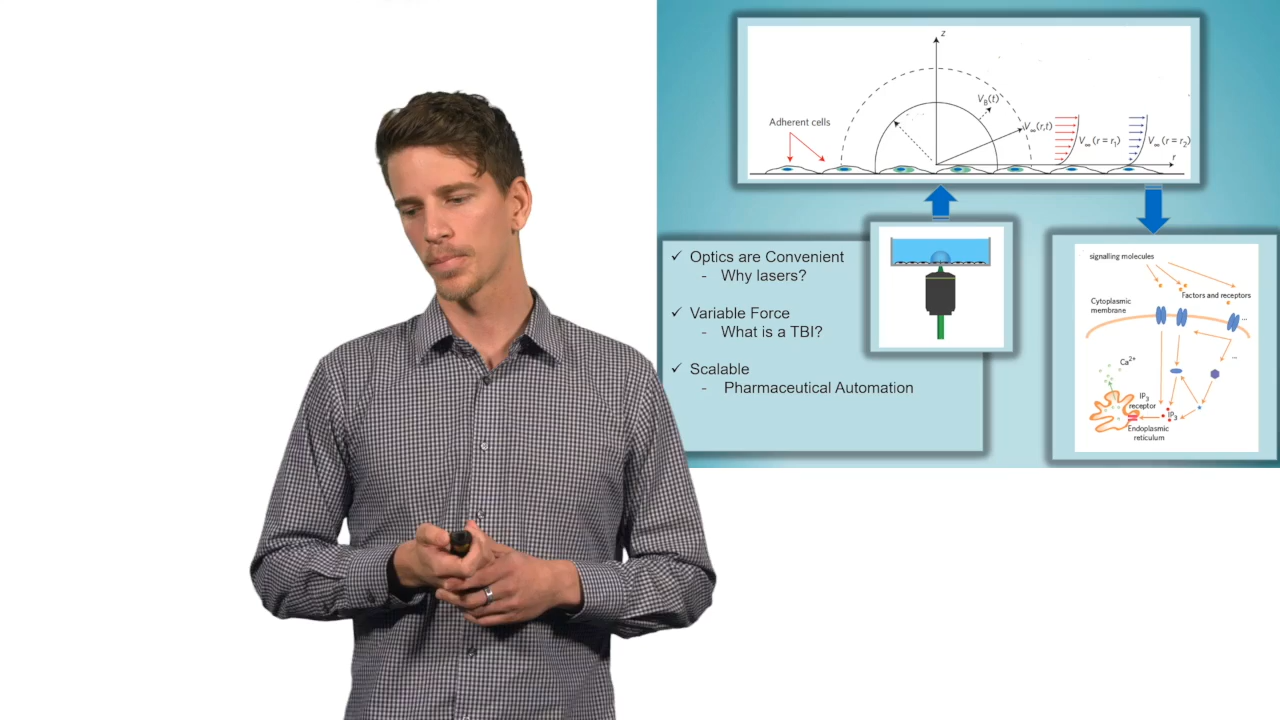 z
V_B(t)
Adherent cells
V_∞(r,t)
V_∞(r = r₁)
V_∞(r = r₂)
r
✓ Optics are Convenient
- Why lasers?
✓ Variable Force
- What is a TBI?
✓ Scalable
- Pharmaceutical Automation
signalling molecules
Factors and receptors
Cytoplasmic
membrane
...
...
Ca²⁺
IP₃
receptor
IP₃
Endoplasmic
reticulum